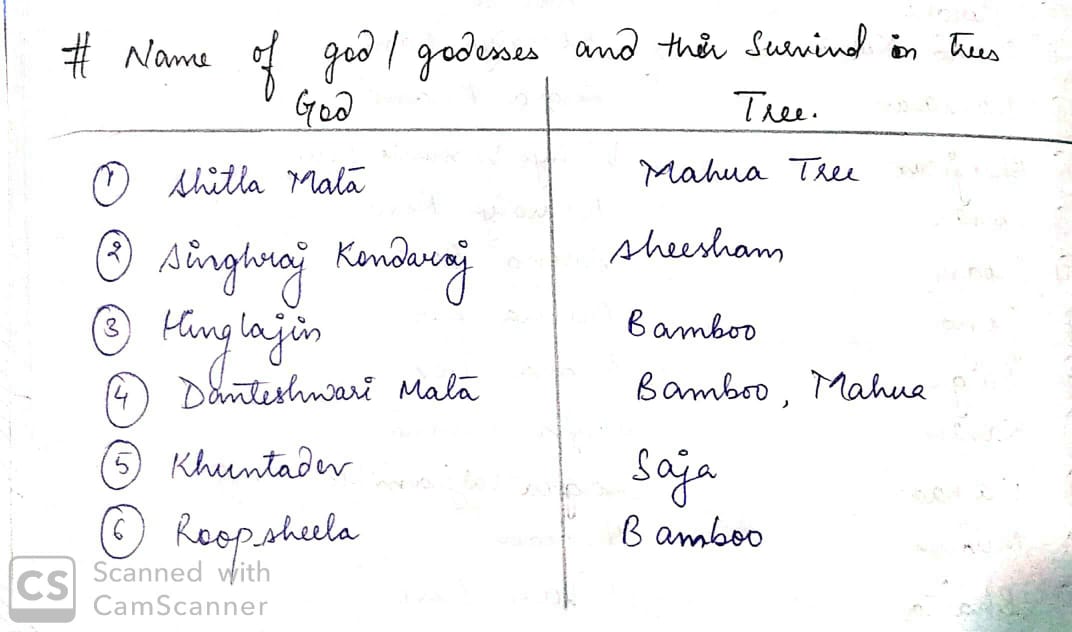 # Name of god / godesses and their Survind in trees
God Tree.
① Shitla Matā Mahua Tree
② Singhraj Kondaraj Sheesham
③ Hinglajin Bamboo
④ Danteshwari Matā Bamboo, Mahua
⑤ Khuntadev Saja
⑥ Roopsheela Bamboo
CS Scanned with
CamScanner